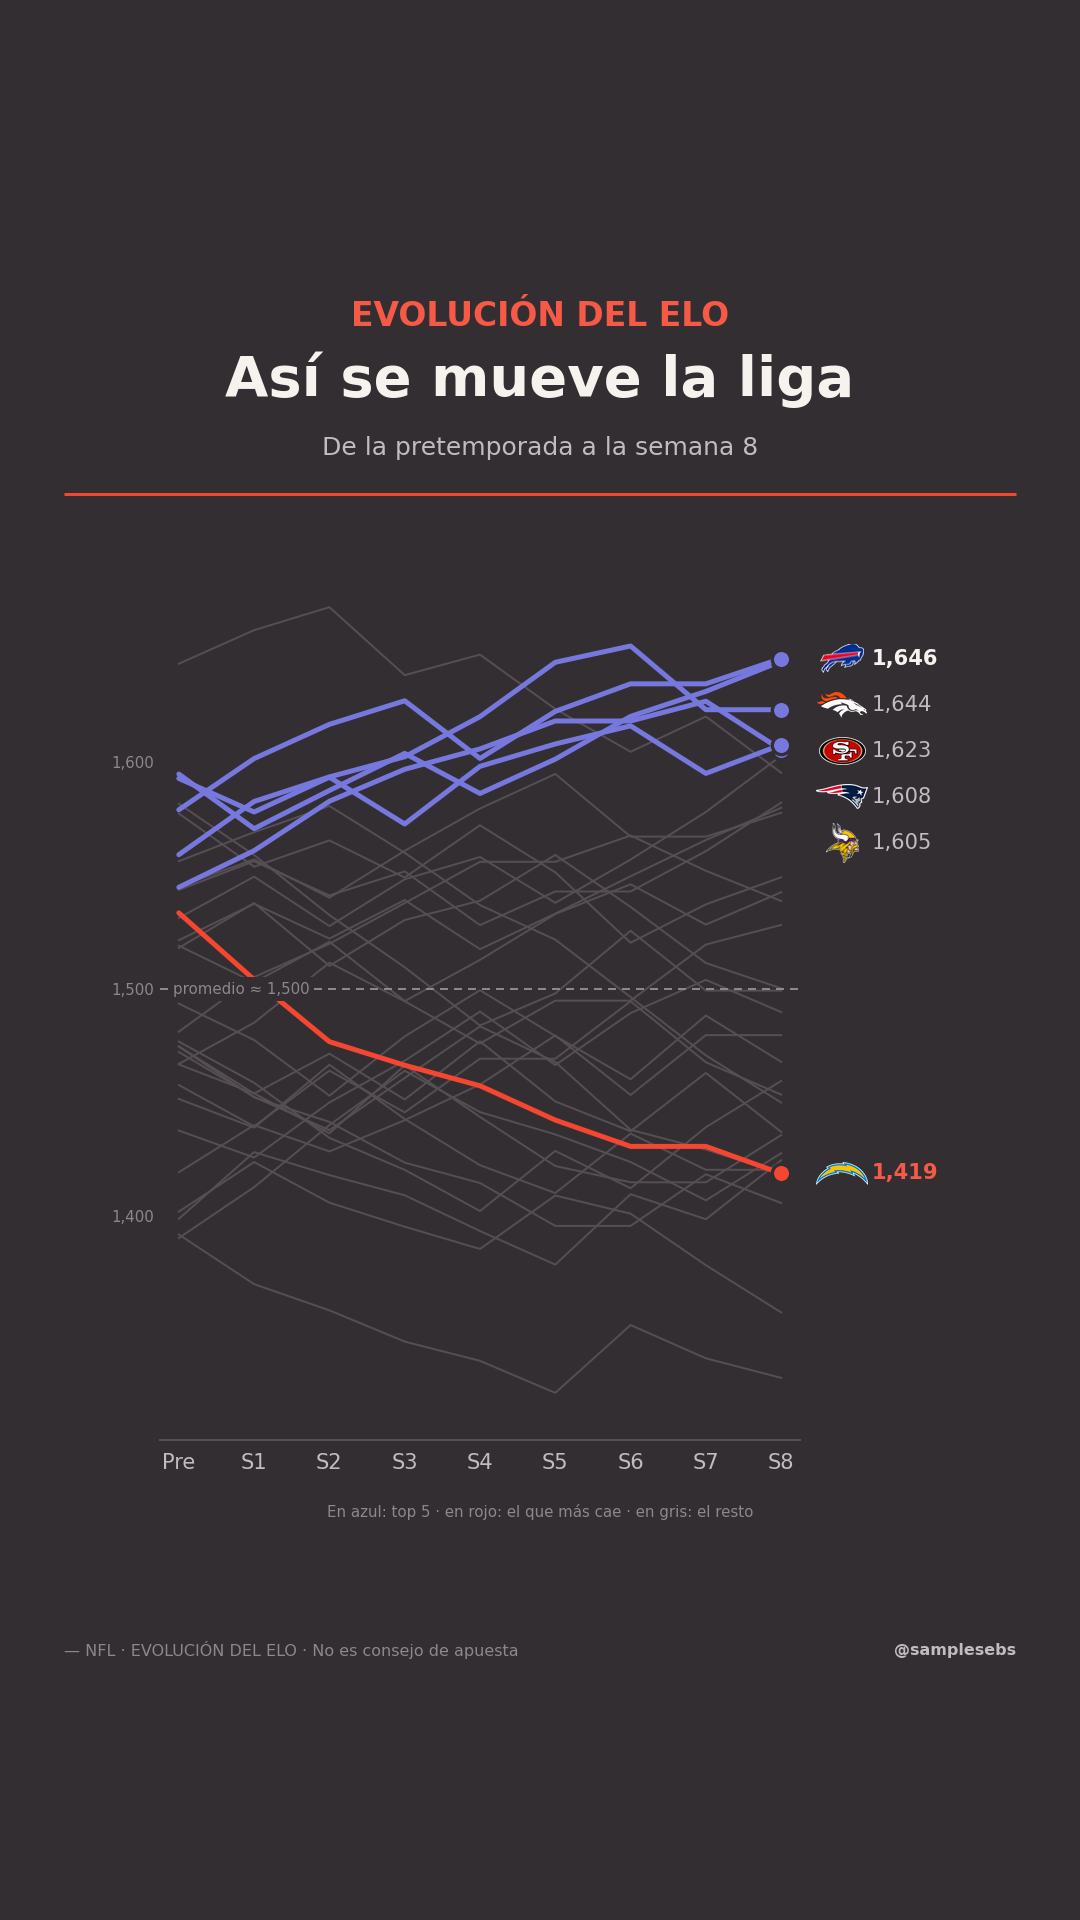 EVOLUCIÓN DEL ELO
Así se mueve la liga
De la pretemporada a la semana 8
1,646
1,644
1,623
1,608
1,605
1,600
1,500
promedio ≈ 1,500
1,419
1,400
Pre S1 S2 S3 S4 S5 S6 S7 S8
En azul: top 5 · en rojo: el que más cae · en gris: el resto
— NFL · EVOLUCIÓN DEL ELO · No es consejo de apuesta
@samplesebs